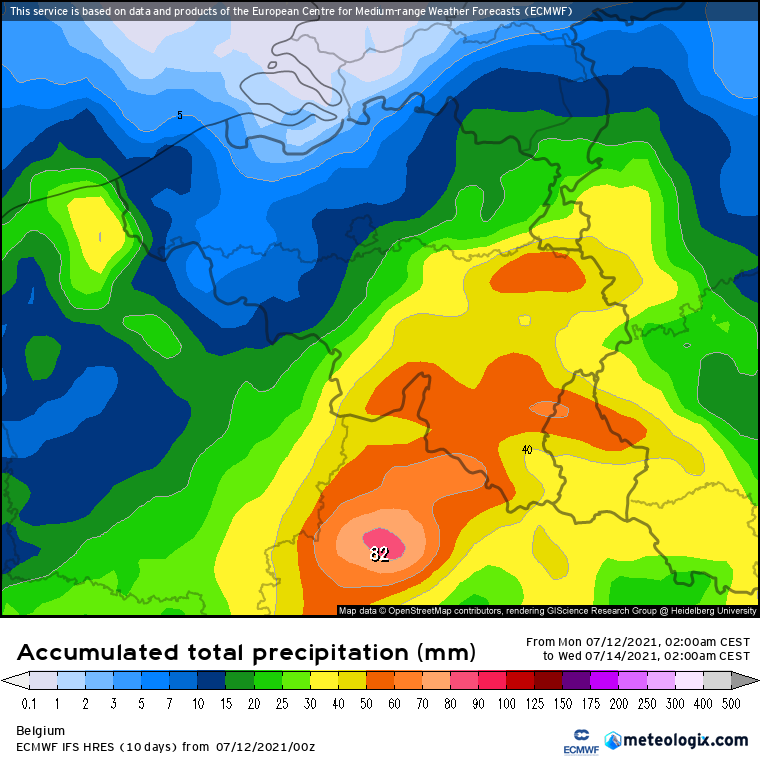 This service is based on data and products of the European Centre for Medium-range Weather Forecasts (ECMWF)
5
40
82
Map data © OpenStreetMap contributors, rendering GIScience Research Group @ Heidelberg University
Accumulated total precipitation (mm)
From Mon 07/12/2021, 02:00am CEST
to Wed 07/14/2021, 02:00am CEST
0.1 1 2 3 5 7 10 15 20 25 30 40 50 60 70 80 90 100 125 150 175 200 250 300 400 500
Belgium
ECMWF IFS HRES (10 days) from 07/12/2021/00z
ECMWF
meteologix.com